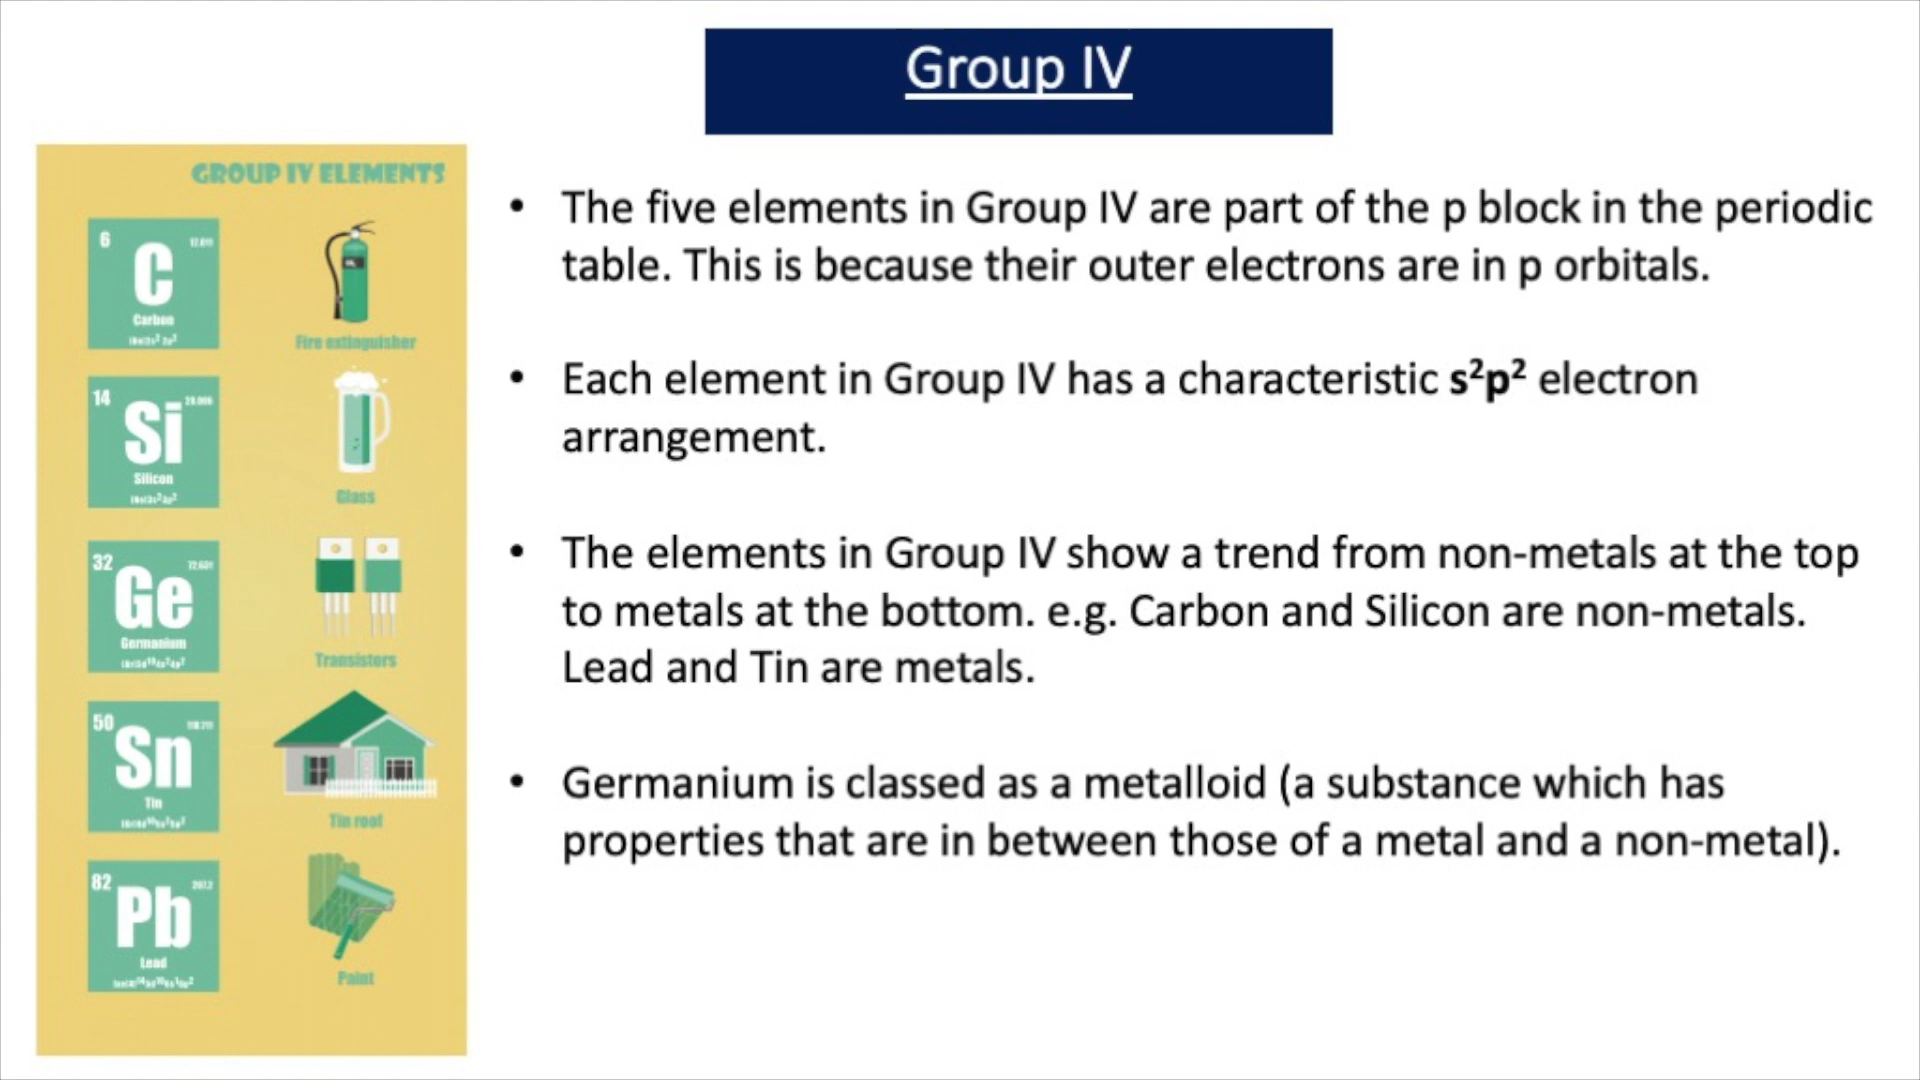 Group IV
GROUP IV ELEMENTS
6
C
Carbon
Fire extinguisher
14
Si
Silicon
Glass
32
Ge
Germanium
Transistors
50
Sn
Tin
Tin roof
82
207.2
Pb
Lead
Paint
• The five elements in Group IV are part of the p block in the periodic
table. This is because their outer electrons are in p orbitals.
• Each element in Group IV has a characteristic s²p² electron
arrangement.
• The elements in Group IV show a trend from non-metals at the top
to metals at the bottom. e.g. Carbon and Silicon are non-metals.
Lead and Tin are metals.
• Germanium is classed as a metalloid (a substance which has
properties that are in between those of a metal and a non-metal).